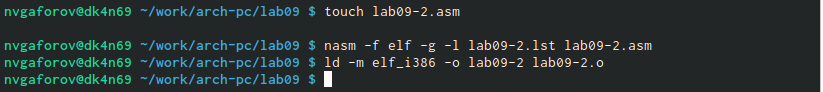 nvgaforov@dk4n69 ~/work/arch-pc/lab09 $ touch lab09-2.asm
nvgaforov@dk4n69 ~/work/arch-pc/lab09 $ nasm -f elf -g -l lab09-2.lst lab09-2.asm
nvgaforov@dk4n69 ~/work/arch-pc/lab09 $ ld -m elf_i386 -o lab09-2 lab09-2.o
nvgaforov@dk4n69 ~/work/arch-pc/lab09 $